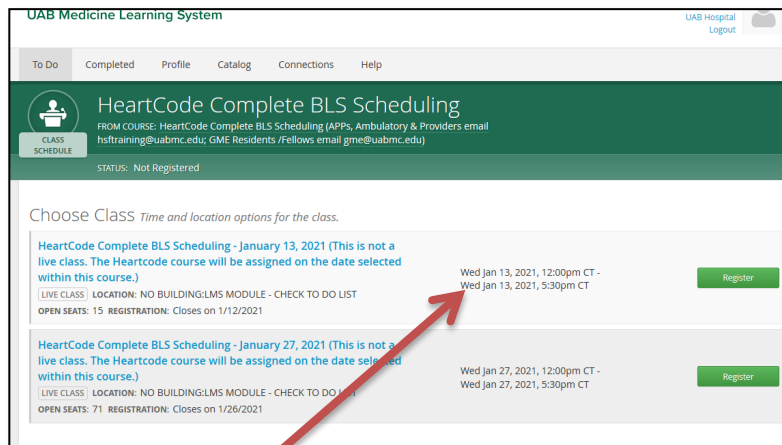 UAB Medicine Learning System
UAB Hospital
Logout
To Do Completed Profile Catalog Connections Help
HeartCode Complete BLS Scheduling
FROM COURSE: HeartCode Complete BLS Scheduling (APPs, Ambulatory & Providers email
hsftraining@uabmc.edu; GME Residents /Fellows email gme@uabmc.edu)
CLASS
SCHEDULE
STATUS: Not Registered
Choose Class Time and location options for the class.
HeartCode Complete BLS Scheduling - January 13, 2021 (This is not a
live class. The Heartcode course will be assigned on the date selected
within this course.)
LIVE CLASS LOCATION: NO BUILDING:LMS MODULE - CHECK TO DO LIST
OPEN SEATS: 15 REGISTRATION: Closes on 1/12/2021
Wed Jan 13, 2021, 12:00pm CT -
Wed Jan 13, 2021, 5:30pm CT
Register
HeartCode Complete BLS Scheduling - January 27, 2021 (This is not a
live class. The Heartcode course will be assigned on the date selected
within this course.)
LIVE CLASS LOCATION: NO BUILDING:LMS MODULE - CHECK TO DO LIST
OPEN SEATS: 71 REGISTRATION: Closes on 1/26/2021
Wed Jan 27, 2021, 12:00pm CT -
Wed Jan 27, 2021, 5:30pm CT
Register